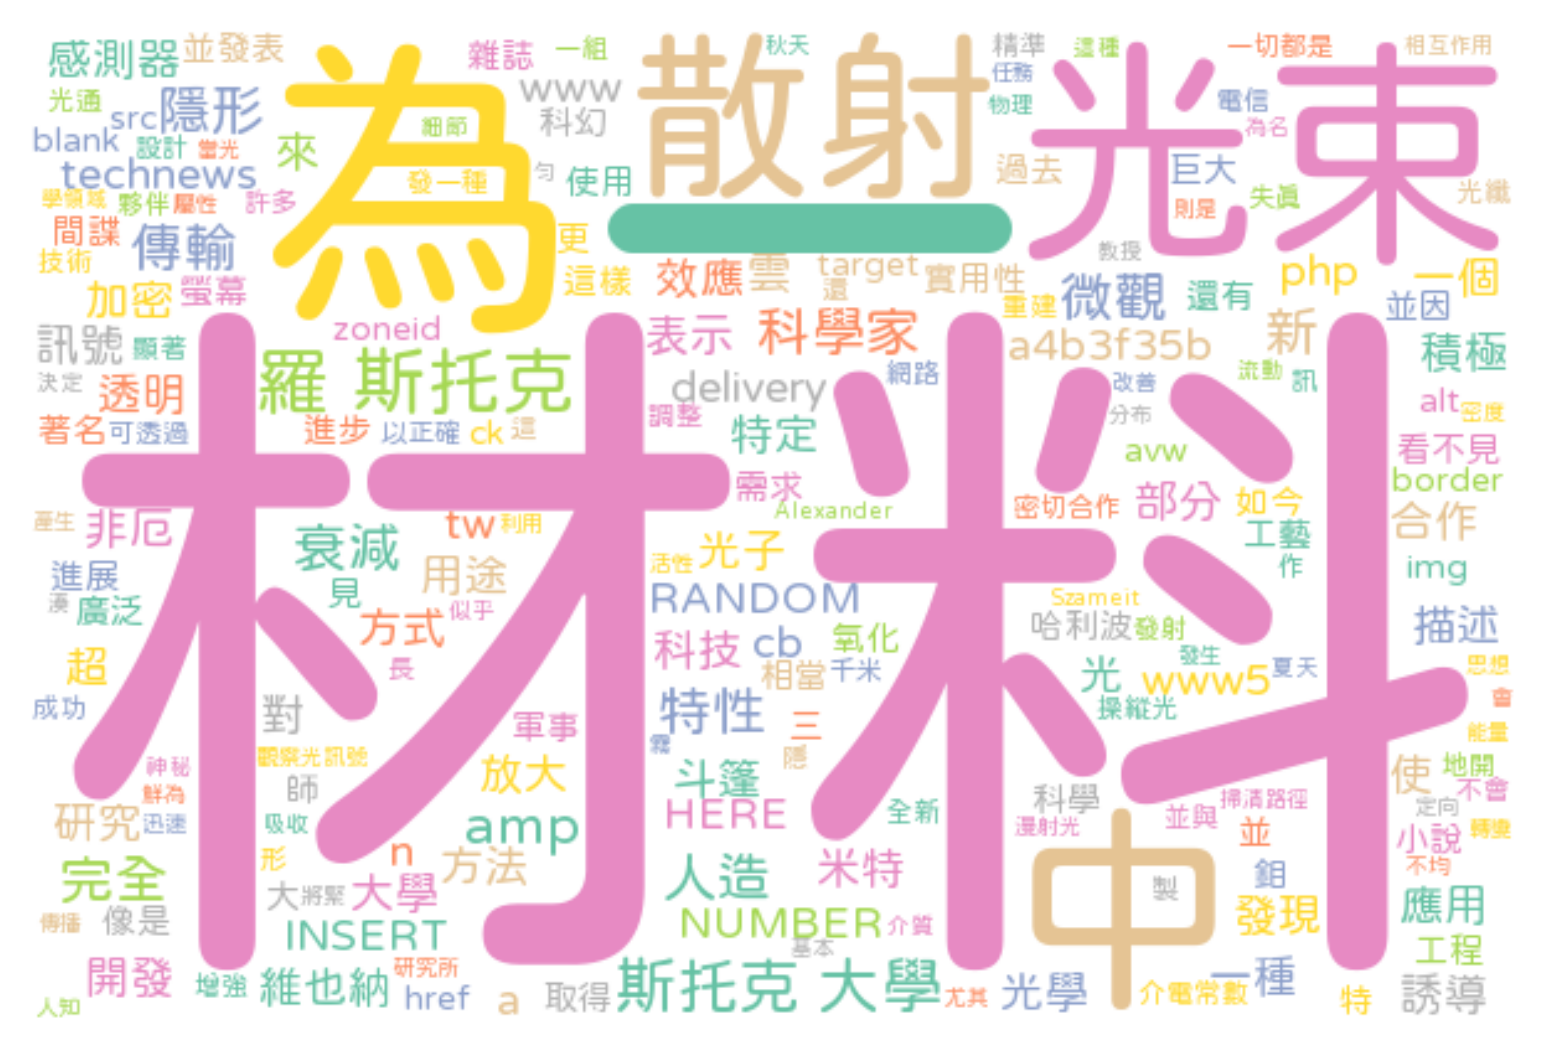 感測器 並發表 雜誌 一組 散射 秋天 精準 這種 一切都是 相互作用
為 www 任務 光束
光通 src 隱形 細節 科幻 物理 電信 為名
blank 設計 當光 來
technews 發一種 勻 使用 過去 巨大 失真 光纖
學領域 夥伴 屬性 許多 則是
間諜 傳輸 更 教授
技術 效應 雲 target 還 實用性 php 一個
加密 螢幕 這樣 重建 微觀 還有 並因
zoneid 表示 科學家 a4b3f35b 新
訊號 顯著 羅 斯托克 網路 流動 積極
決定 透明 delivery 改善 訊 alt 密度
著名 可透過 進步 以正確 ck 這 調整 特定 分布
avw 看不見
材料
需求 border
產生 非厄 tw 利用 Alexander 密切合作 部分 如今 合作
衰減 活性 光子 工藝
進展 見 用途 RANDOM Szameit 作 img
湊 廣泛 方式 似乎 哈利波 發射 描述
超 長 科技 cb 氧化 發生
相當 千米 光 www5 夏天 思想
成功 對 軍事 特性 三 操縱光 會
霧 能量
神秘 觀察光訊號 放大 隱 使 地開
鮮為 師 斗篷 科學 掃清路徑 不會
研究 迅速 吸收 amp HERE 全新 漫射光 並與 定向
形 n 並 小說 轉變
完全 大 將緊 大學 方法 人造 米特 中 製 鉬 不均
傳播 像是 INSERT NUMBER 介質 發現 應用
基本 工程
開發 增強 維也納 研究所 斯托克 大學 光學 一種
人知 href a 取得 尤其 介電常數 特 誘導